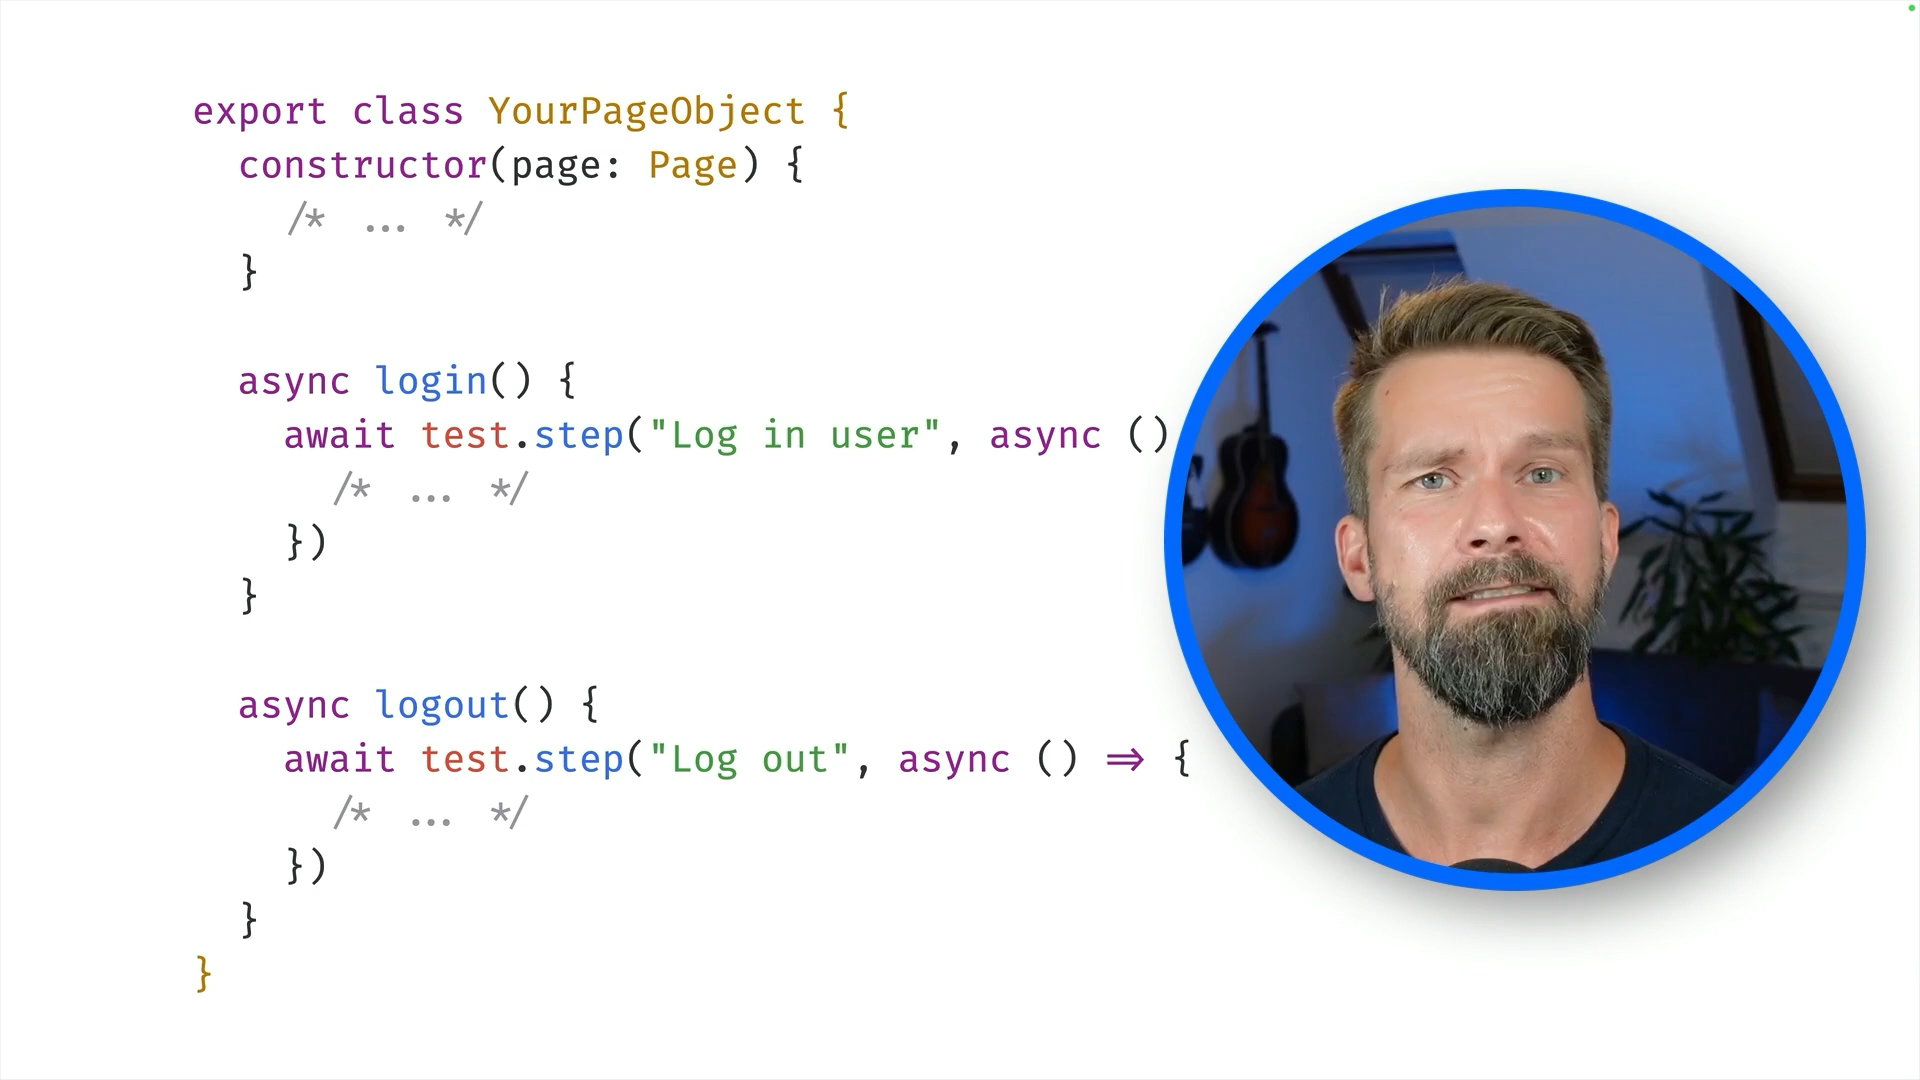 export class YourPageObject {
constructor(page: Page) {
/* ... */
}
async login() {
await test.step("Log in user", async ()
/* ... */
})
}
async logout() {
await test.step("Log out", async () => {
/* ... */
})
}
}